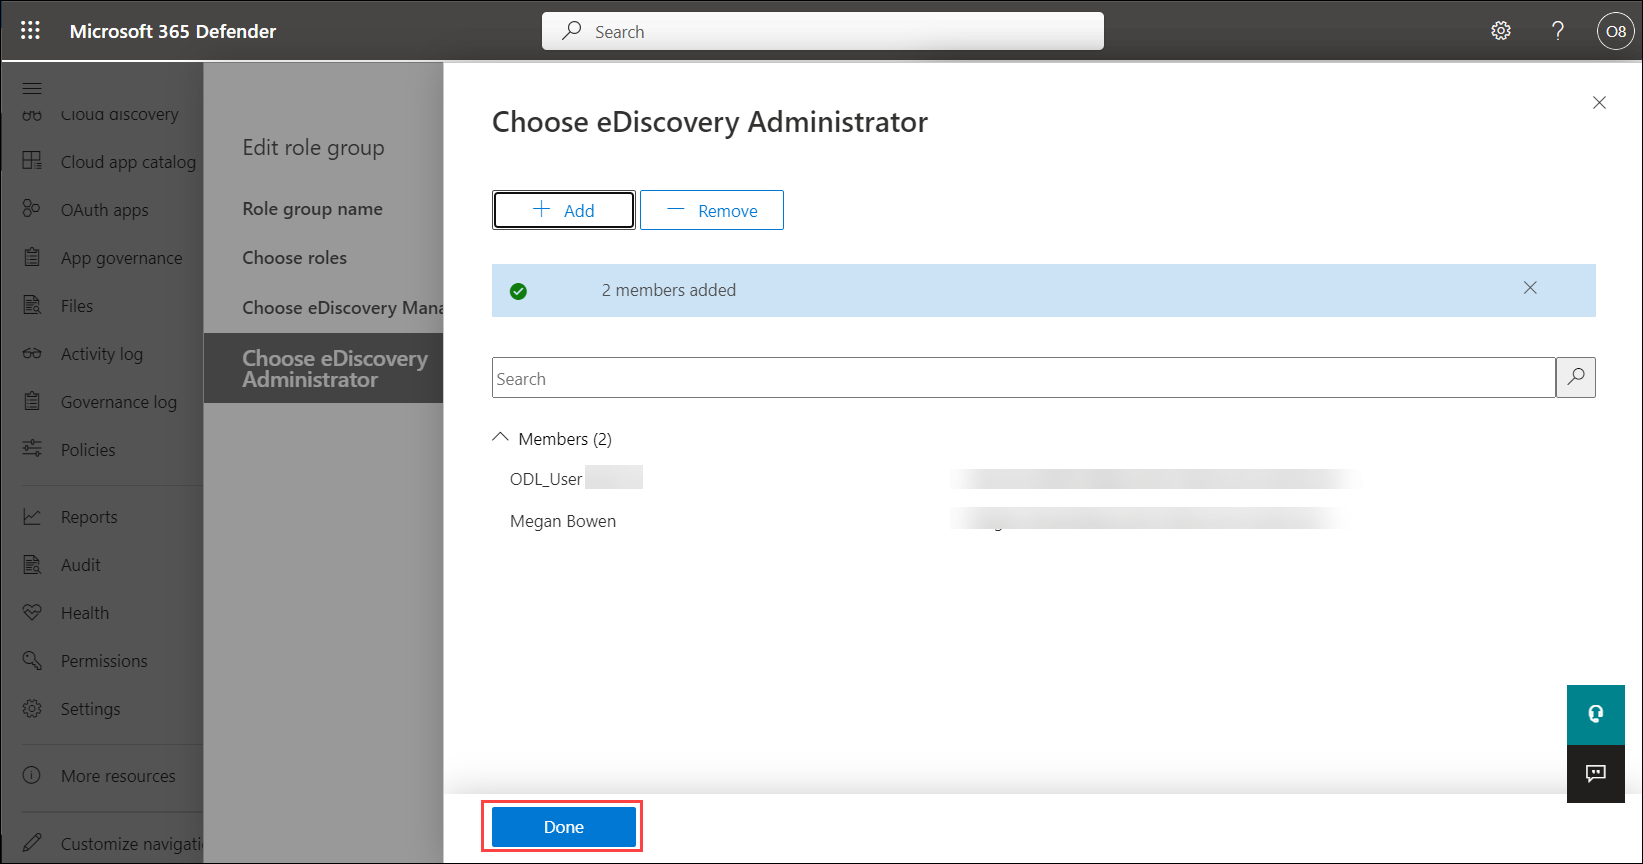 Microsoft 365 Defender
Search
O8
Cloud discovery
Cloud app catalog
OAuth apps
App governance
Files
Activity log
Governance log
Policies
Reports
Audit
Health
Permissions
Settings
More resources
Customize navigati
Edit role group
Role group name
Choose roles
Choose eDiscovery Mana
Choose eDiscovery
Administrator
Choose eDiscovery Administrator
Add
Remove
2 members added
Search
Members (2)
ODL_User
Megan Bowen
Done